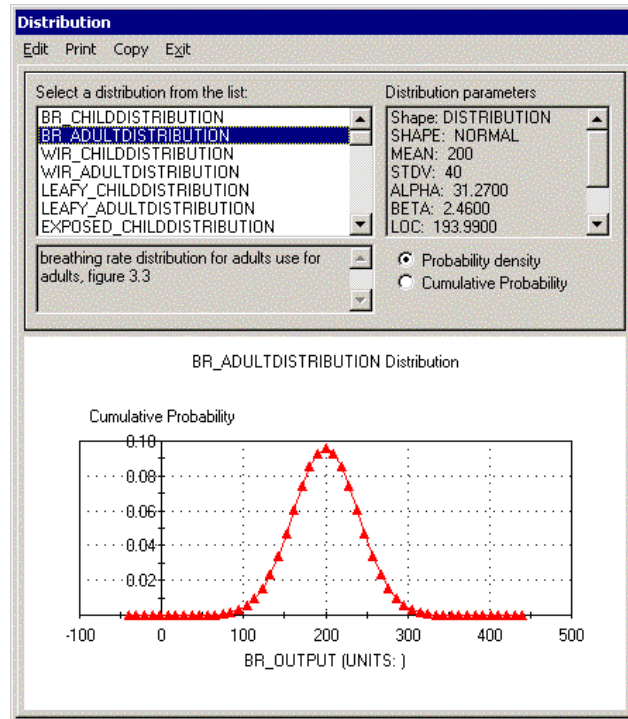 Distribution
Edit Print Copy Exit
Select a distribution from the list:
BR_CHILDDISTRIBUTION
BR_ADULTDISTRIBUTION
WIR_CHILDDISTRIBUTION
WIR_ADULTDISTRIBUTION
LEAFY_CHILDDISTRIBUTION
LEAFY_ADULTDISTRIBUTION
EXPOSED_CHILDDISTRIBUTION
Distribution parameters
Shape: DISTRIBUTION
SHAPE: NORMAL
MEAN: 200
STDV: 40
ALPHA: 31.2700
BETA: 2.4600
LOC: 193.9900
breathing rate distribution for adults use for
adults, figure 3.3
Probability density
Cumulative Probability
BR_ADULTDISTRIBUTION Distribution
Cumulative Probability
0.10
0.08
0.06
0.04
0.02
-100 0 100 200 300 400 500
BR_OUTPUT (UNITS: )